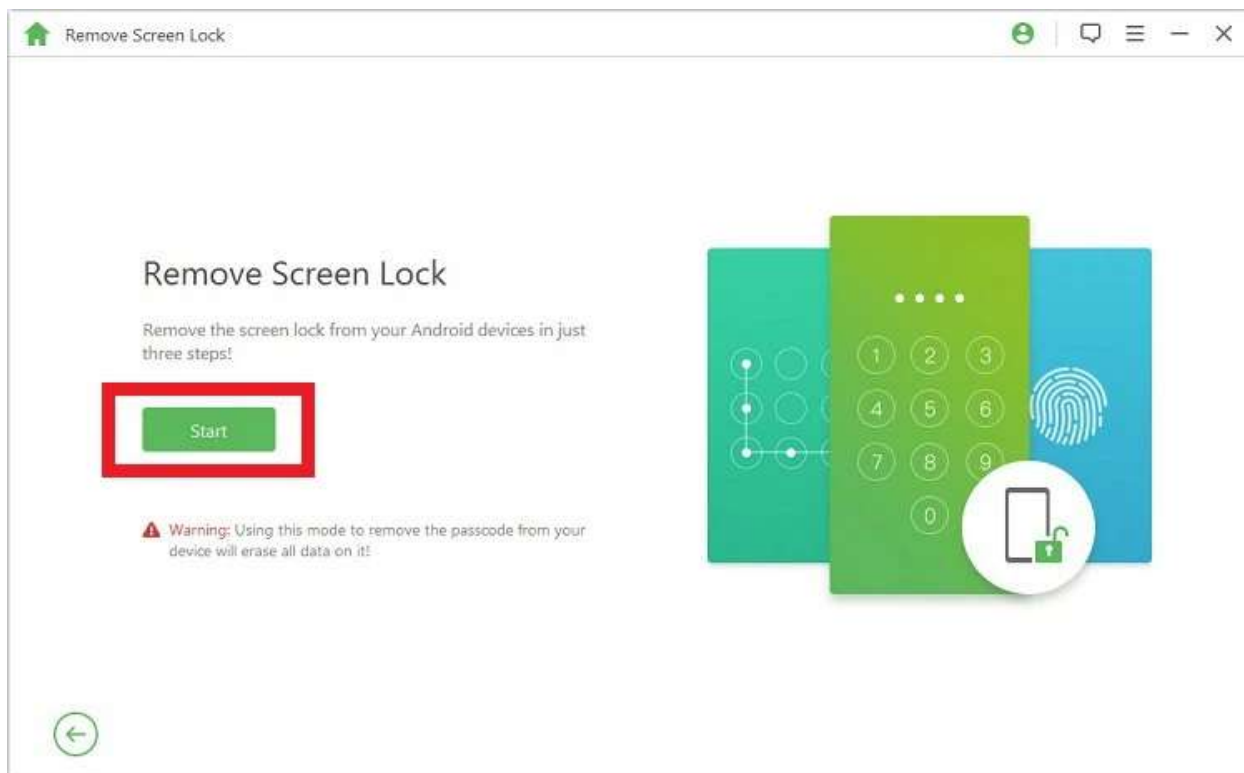 Remove Screen Lock
Remove Screen Lock
Remove the screen lock from your Android devices in just
three steps!
Start
Warning: Using this mode to remove the passcode from your
device will erase all data on it!
1 2 3
4 5 6
7 8 9
0